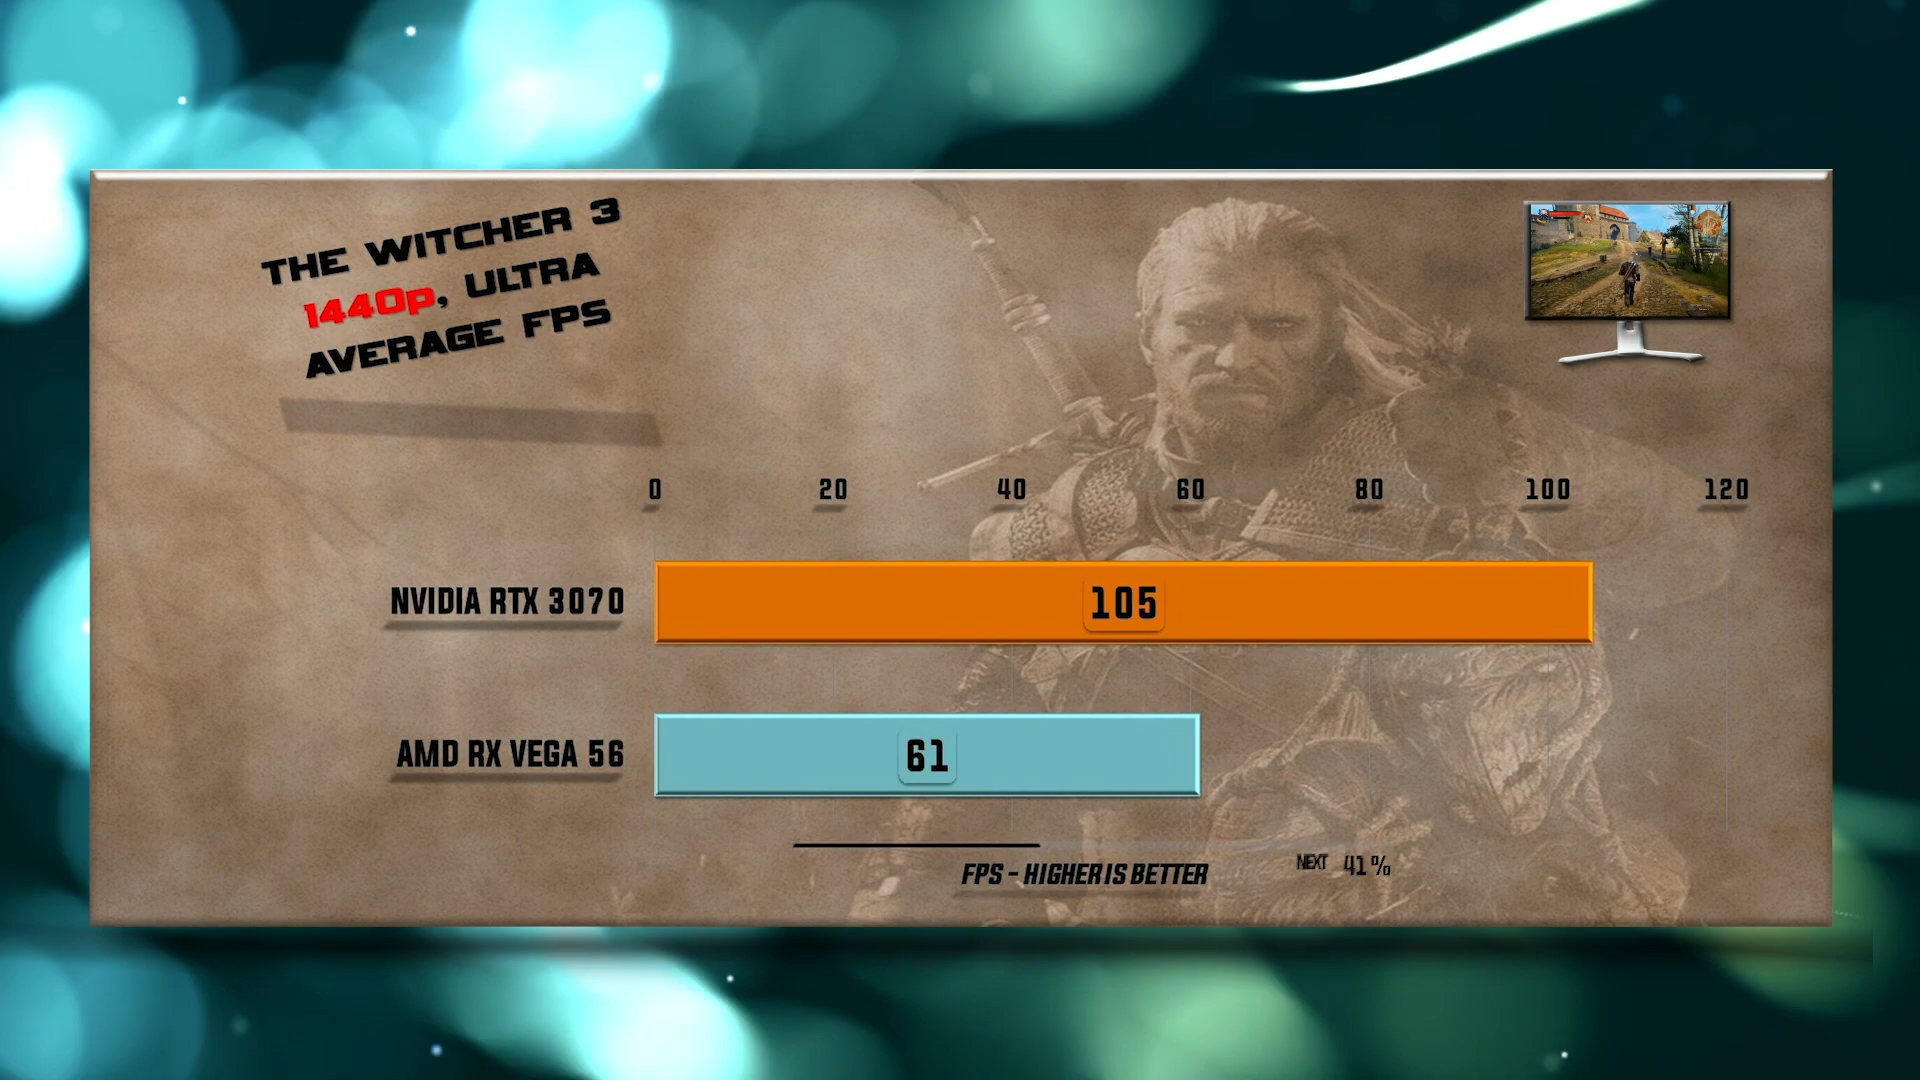 THE WITCHER 3
1440p, ULTRA
AVERAGE FPS
0 20 40 60 80 100 120
NVIDIA RTX 3070 105
AMD RX VEGA 56 61
FPS - HIGHER IS BETTER
NEXT 41%